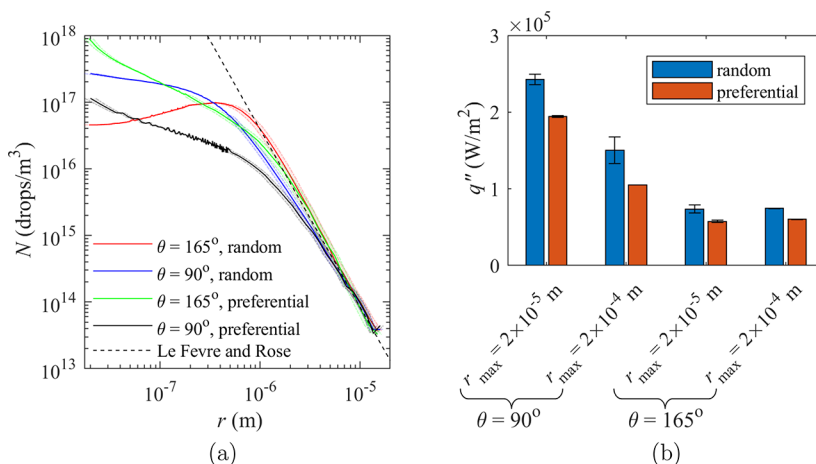 10^18
10^17
10^16
10^15
10^14
10^13
N (drops/m^3)
θ = 165°, random
θ = 90°, random
θ = 165°, preferential
θ = 90°, preferential
Le Fevre and Rose
10^-7 10^-6 10^-5
r (m)
(a)
×10^5
3
2
1
0
q″ (W/m^2)
random
preferential
r_max = 2×10^-5 m
r_max = 2×10^-4 m
r_max = 2×10^-5 m
r_max = 2×10^-4 m
θ = 90° θ = 165°
(b)